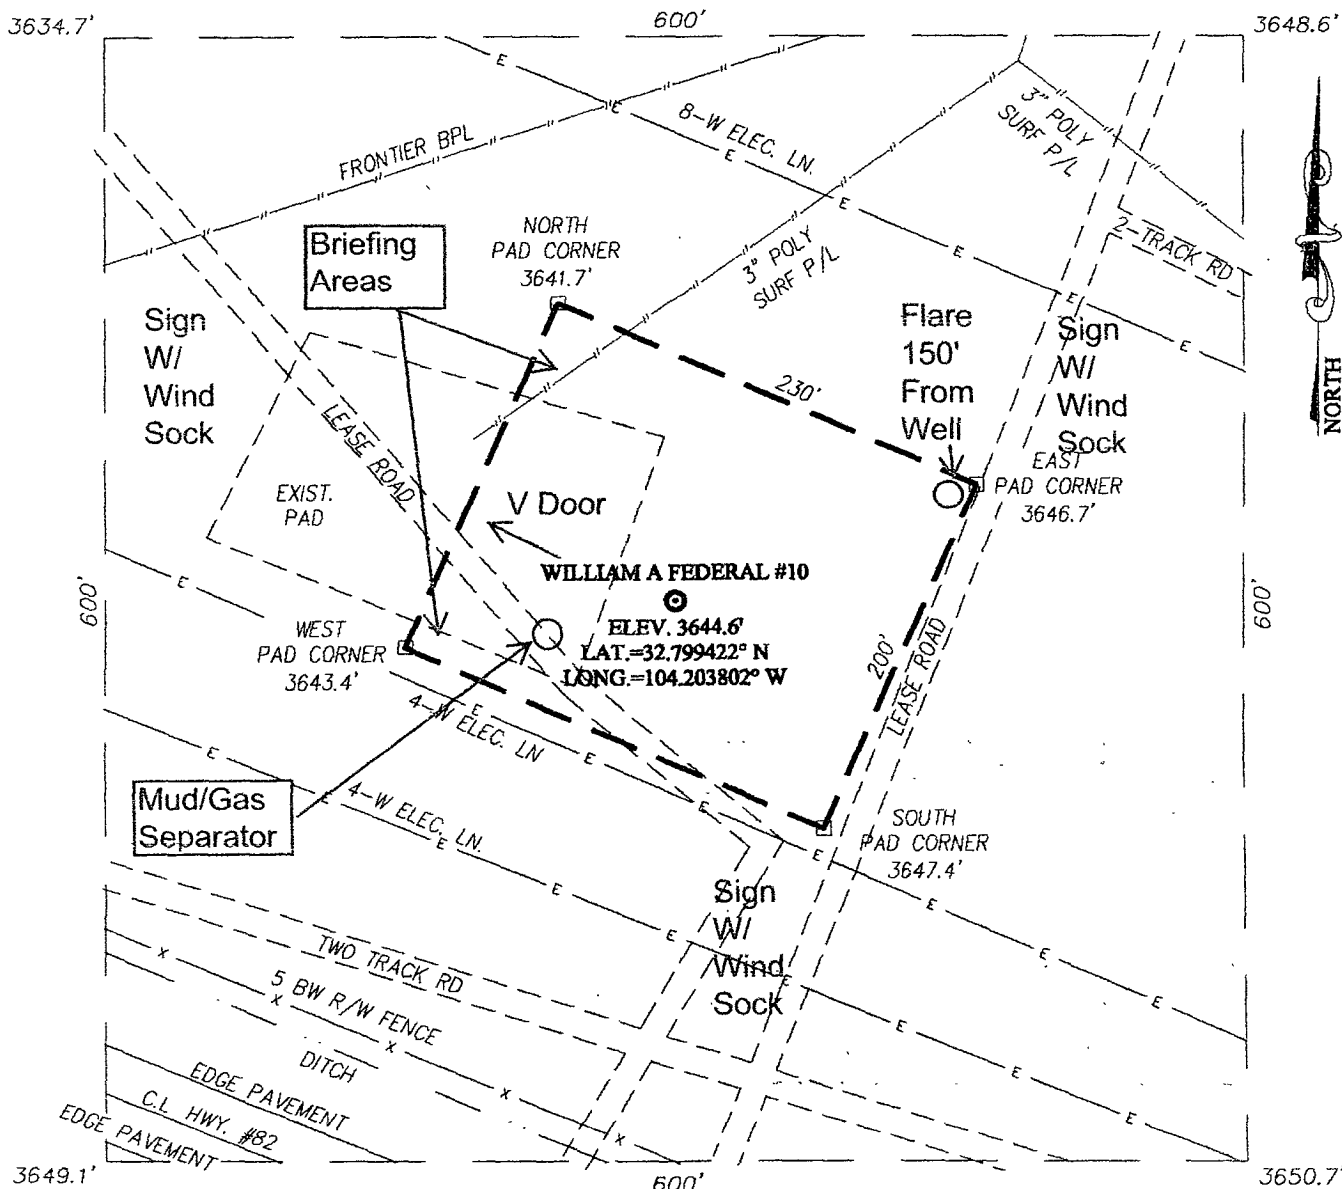 3634.7'
600'
3648.6'
FRONTIER BPL
8-W ELEC. LN.
3" POLY
SURF P/L
3" POLY
SURF P/L
2-TRACK RD
NORTH
Briefing
Areas
NORTH
PAD CORNER
3641.7'
Sign
W/
Wind
Sock
Flare
150'
From
Well
Sign
W/
Wind
Sock
230'
LEASE ROAD
EXIST.
PAD
V Door
EAST
PAD CORNER
3646.7'
WILLIAM A FEDERAL #10
ELEV. 3644.6'
LAT.=32.799422° N
LONG.=104.203802° W
600'
600'
WEST
PAD CORNER
3643.4'
200'
LEASE ROAD
4-W ELEC. LN
4-W ELEC. LN.
Mud/Gas
Separator
SOUTH
PAD CORNER
3647.4'
Sign
W/
Wind
Sock
TWO TRACK RD
5 BW R/W FENCE
DITCH
EDGE PAVEMENT
C.L. HWY. #82
EDGE PAVEMENT
3649.1'
600'
3650.7'